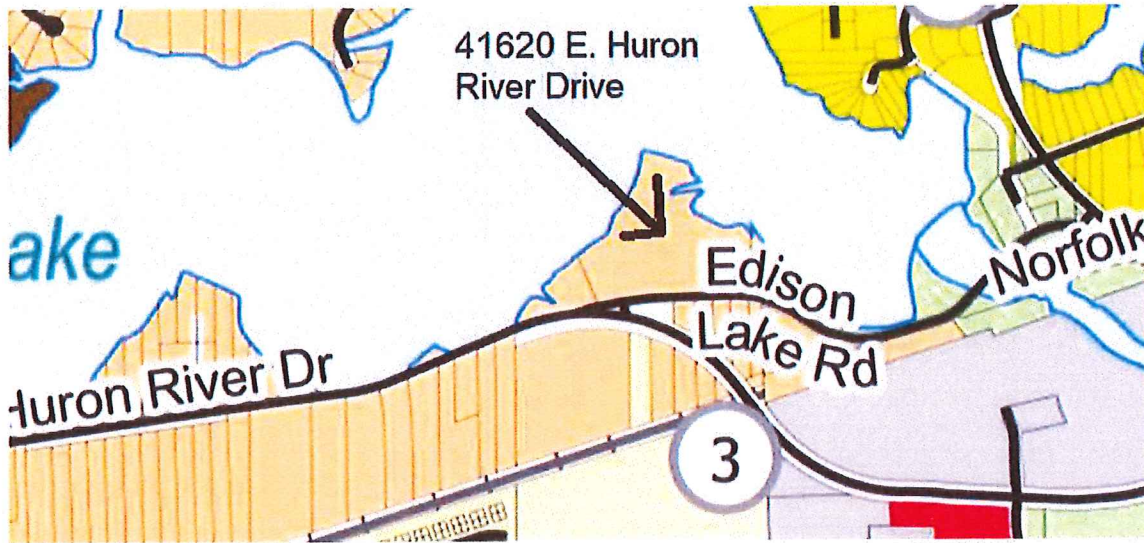 41620 E. Huron
River Drive
ake
Edison
Norfolk
Lake Rd
Huron River Dr
3